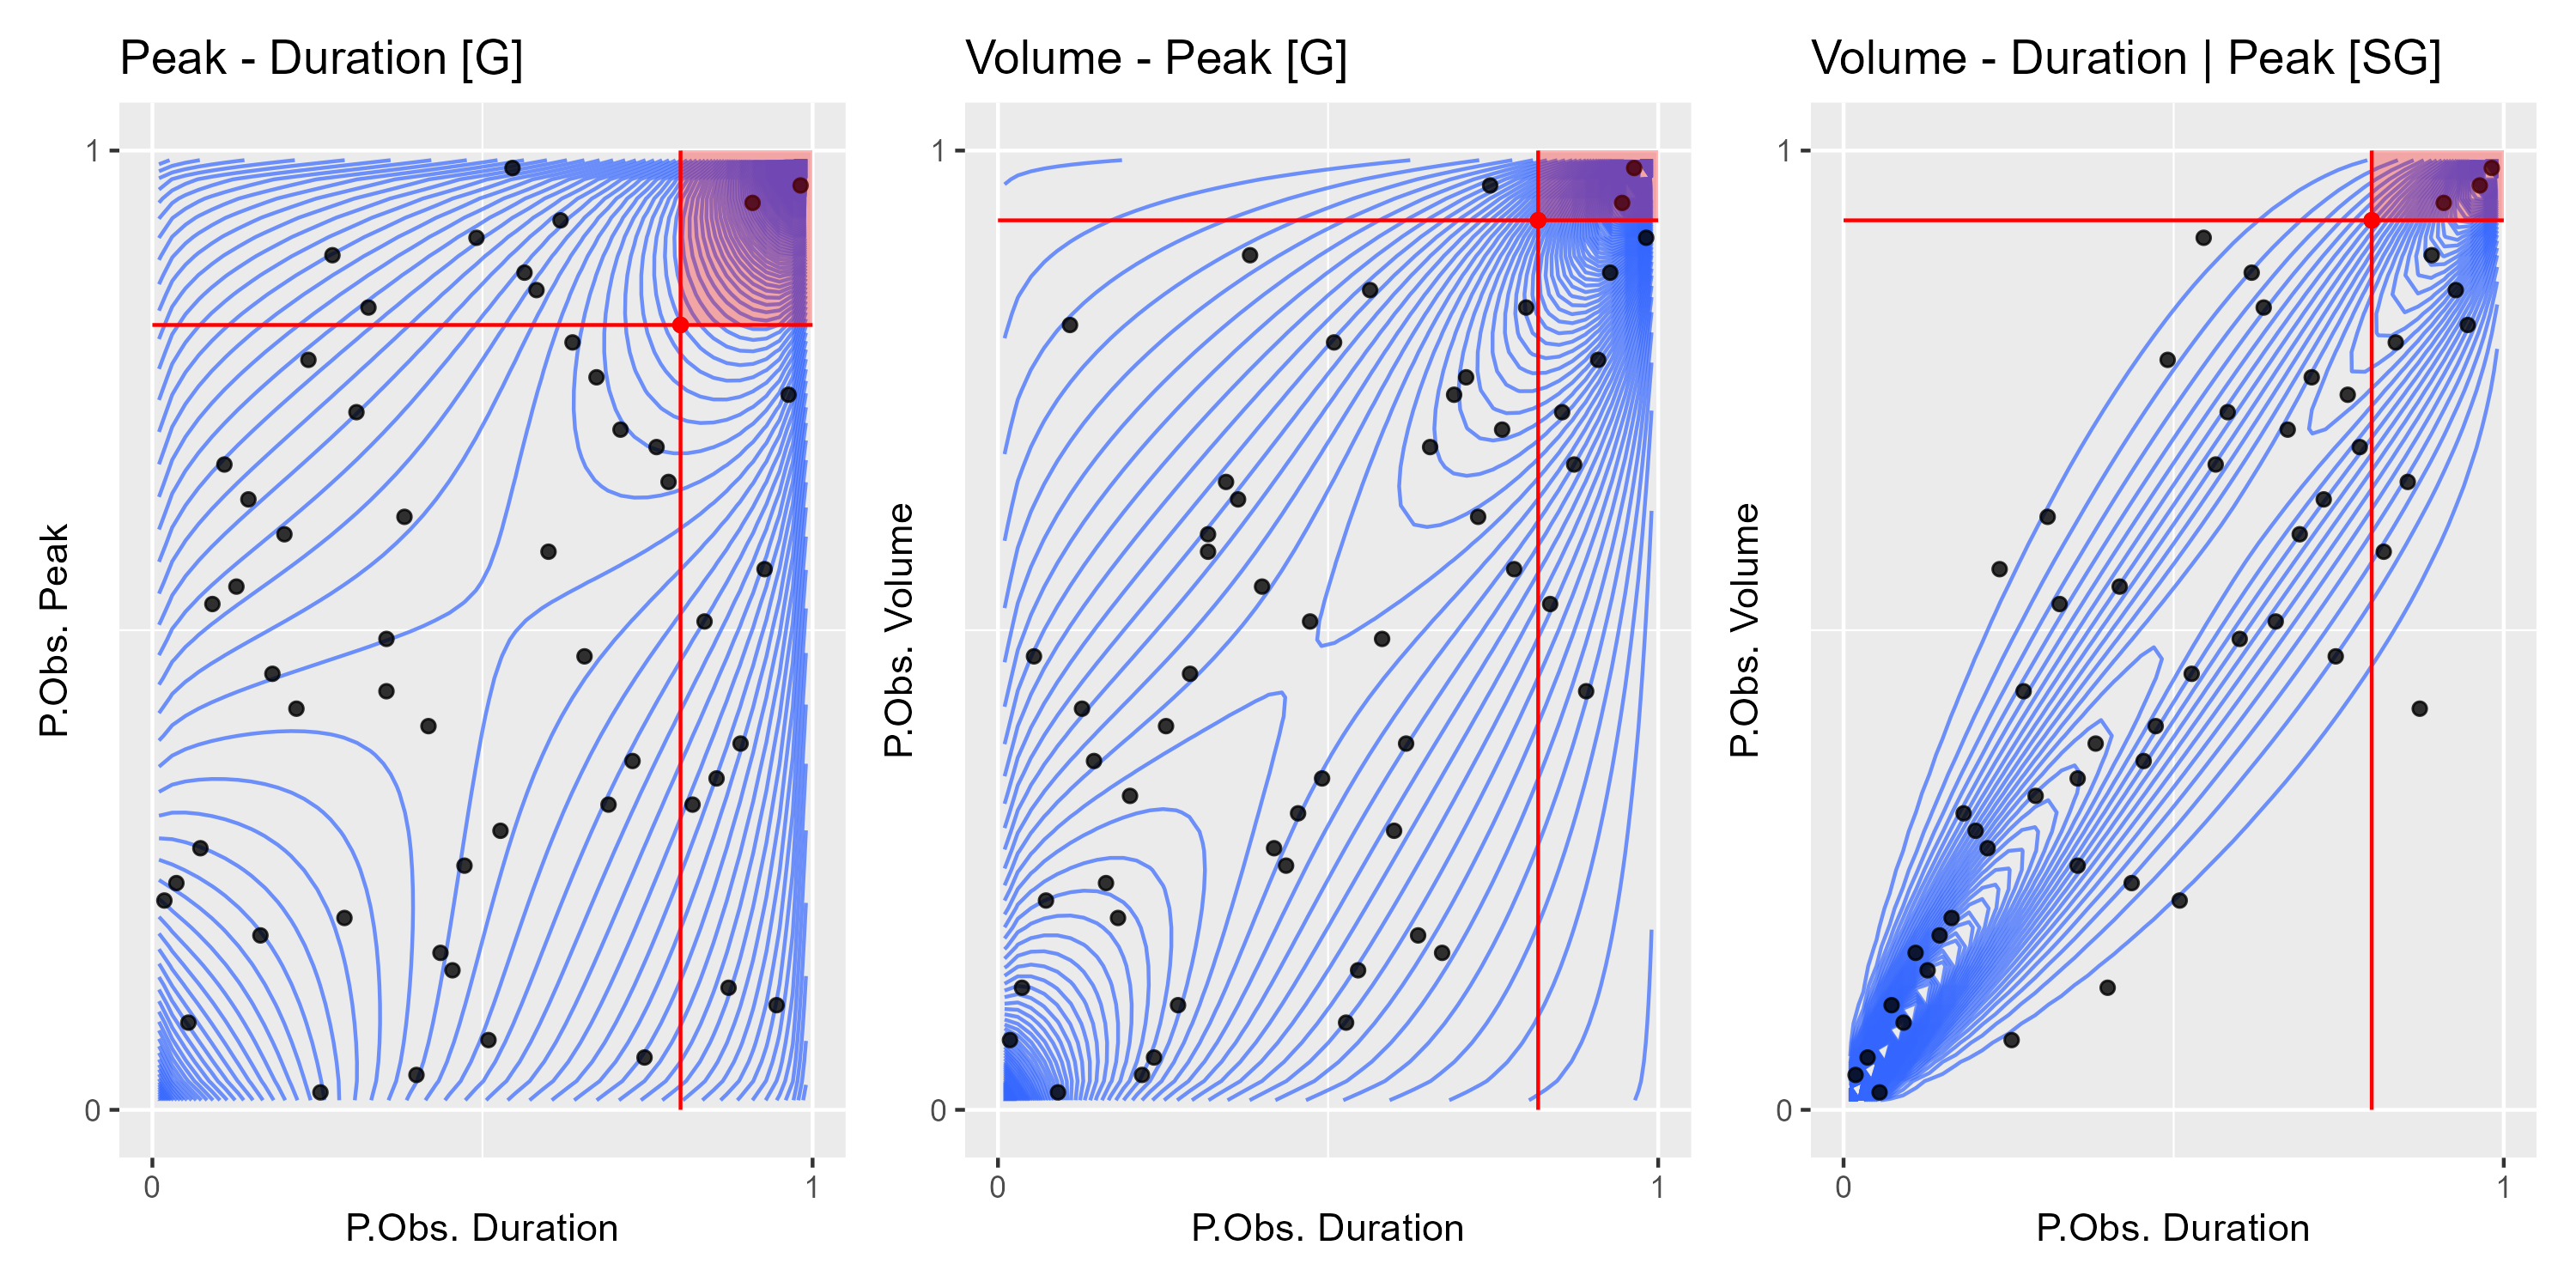 Peak - Duration [G]
1
P.Obs. Peak
0
0 1
P.Obs. Duration
Volume - Peak [G]
1
P.Obs. Volume
0
0 1
P.Obs. Duration
Volume - Duration | Peak [SG]
1
P.Obs. Volume
0
0 1
P.Obs. Duration